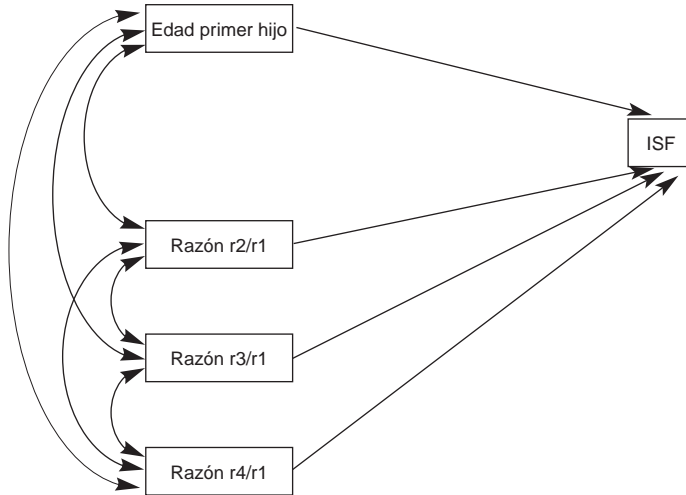 Edad primer hijo
ISF
Razón r2/r1
Razón r3/r1
Razón r4/r1